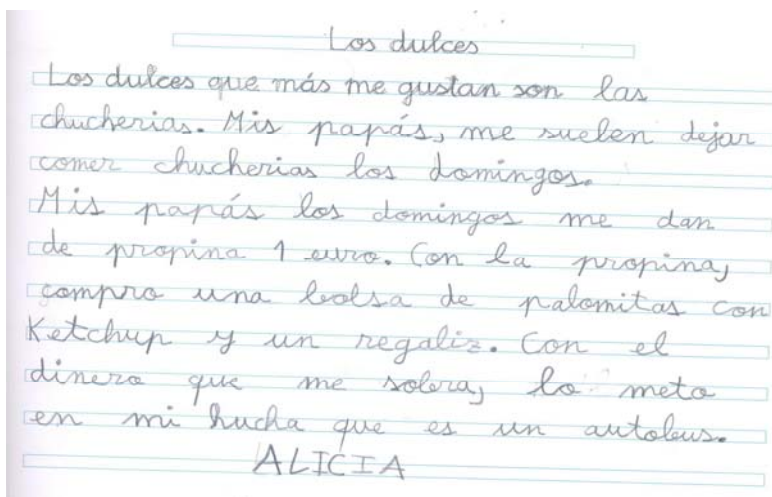 Los dulces
Los dulces que más me gustan son las
chucherias. Mis papás, me suelen dejar
comer chucherias los domingos.
Mis papás los domingos me dan
de propina 1 euro. Con la propina,
compro una bolsa de palomitas con
Ketchup y un regaliz. Con el
dinero que me sobra, lo meto
en mi hucha que es un autobus.
ALICIA